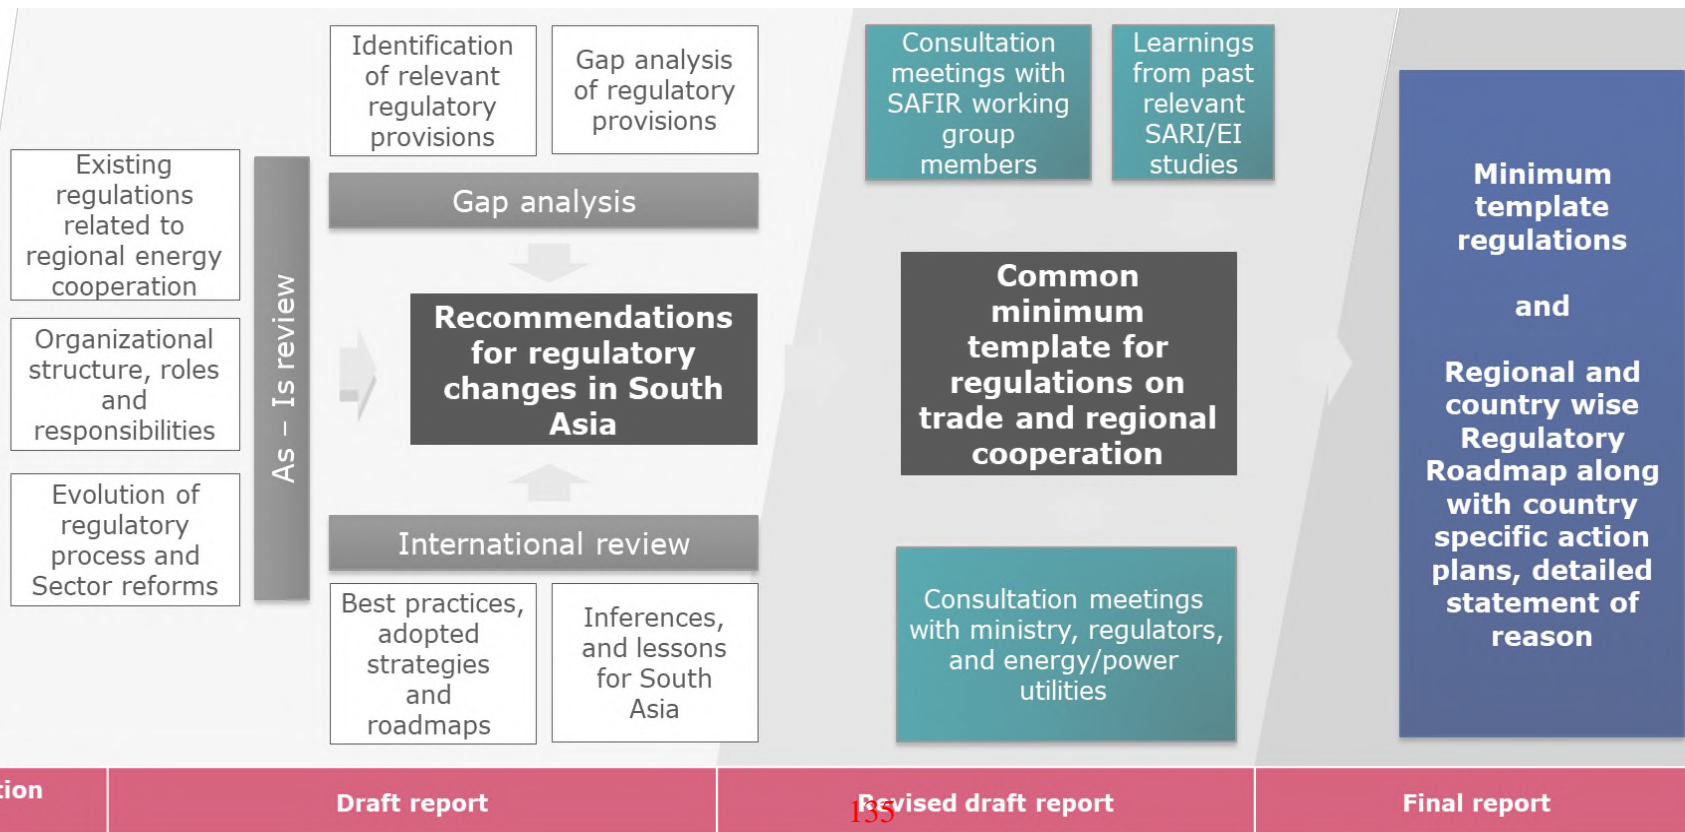 Existing
regulations
related to
regional energy
cooperation
Organizational
structure, roles
and
responsibilities
Evolution of
regulatory
process and
Sector reforms
As – Is review
Identification
of relevant
regulatory
provisions
Gap analysis
of regulatory
provisions
Gap analysis
Recommendations
for regulatory
changes in South
Asia
International review
Best practices,
adopted
strategies
and
roadmaps
Inferences,
and lessons
for South
Asia
Consultation
meetings with
SAFIR working
group
members
Learnings
from past
relevant
SARI/EI
studies
Common
minimum
template for
regulations on
trade and regional
cooperation
Consultation meetings
with ministry, regulators,
and energy/power
utilities
Minimum
template
regulations
and
Regional and
country wise
Regulatory
Roadmap along
with country
specific action
plans, detailed
statement of
reason
tion
Draft report
Revised draft report
135
Final report